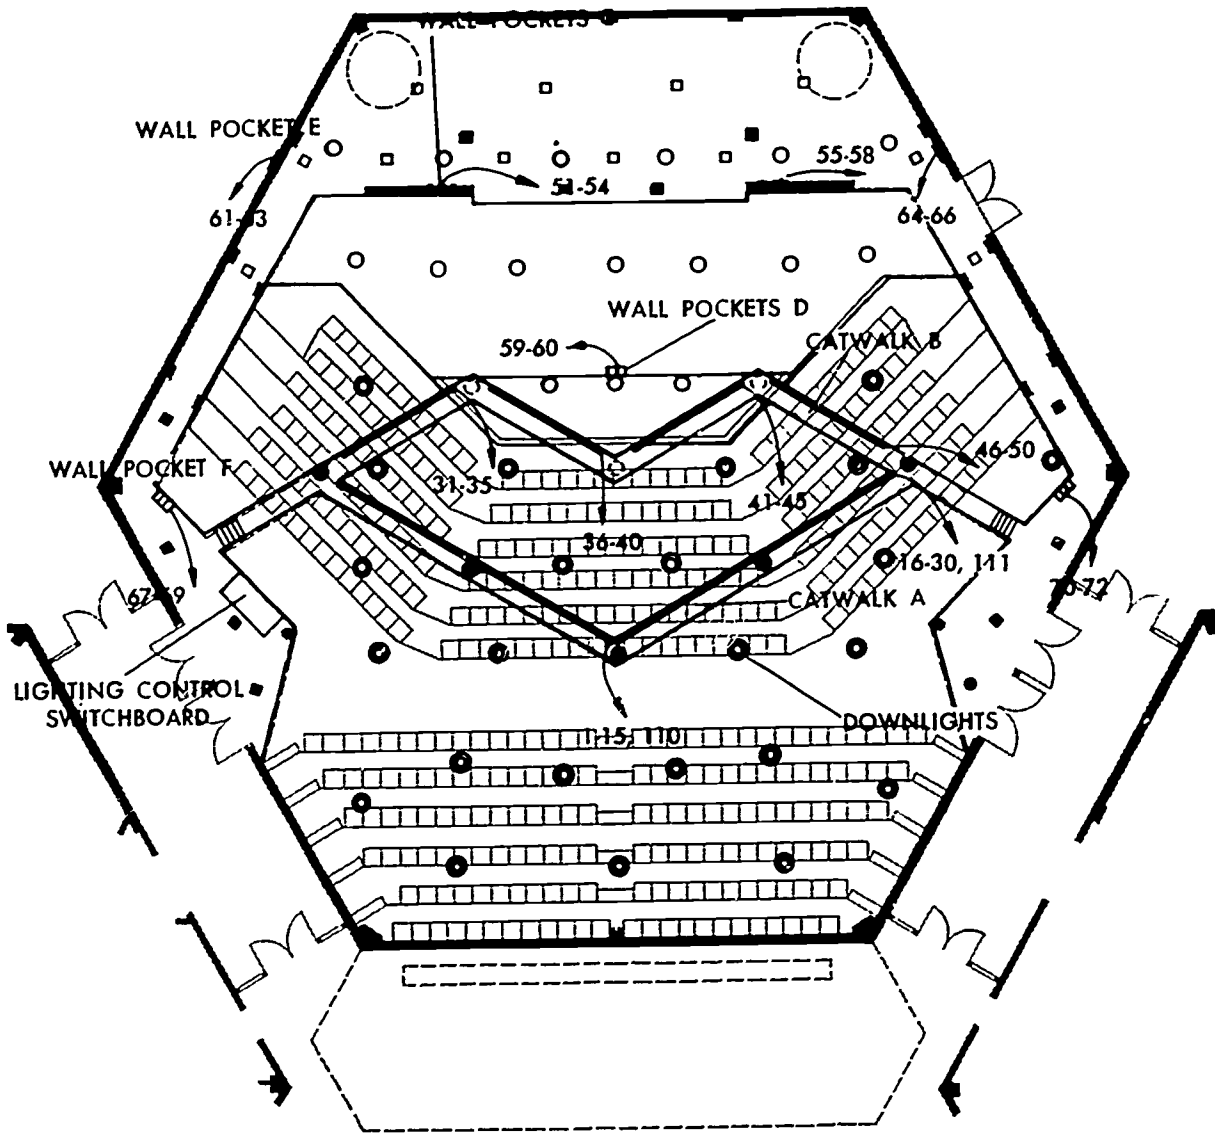 WALL POCKETS
WALL POCKET E
55-58
51-54
61-63
64-66
WALL POCKETS D
59-60
CATWALK B
46-50
WALL POCKET F
31-35
41-45
36-40
16-30, 111
67-69
70-72
CATWALK A
LIGHTING CONTROL
SWITCHBOARD
DOWNLIGHTS
1-15, 110